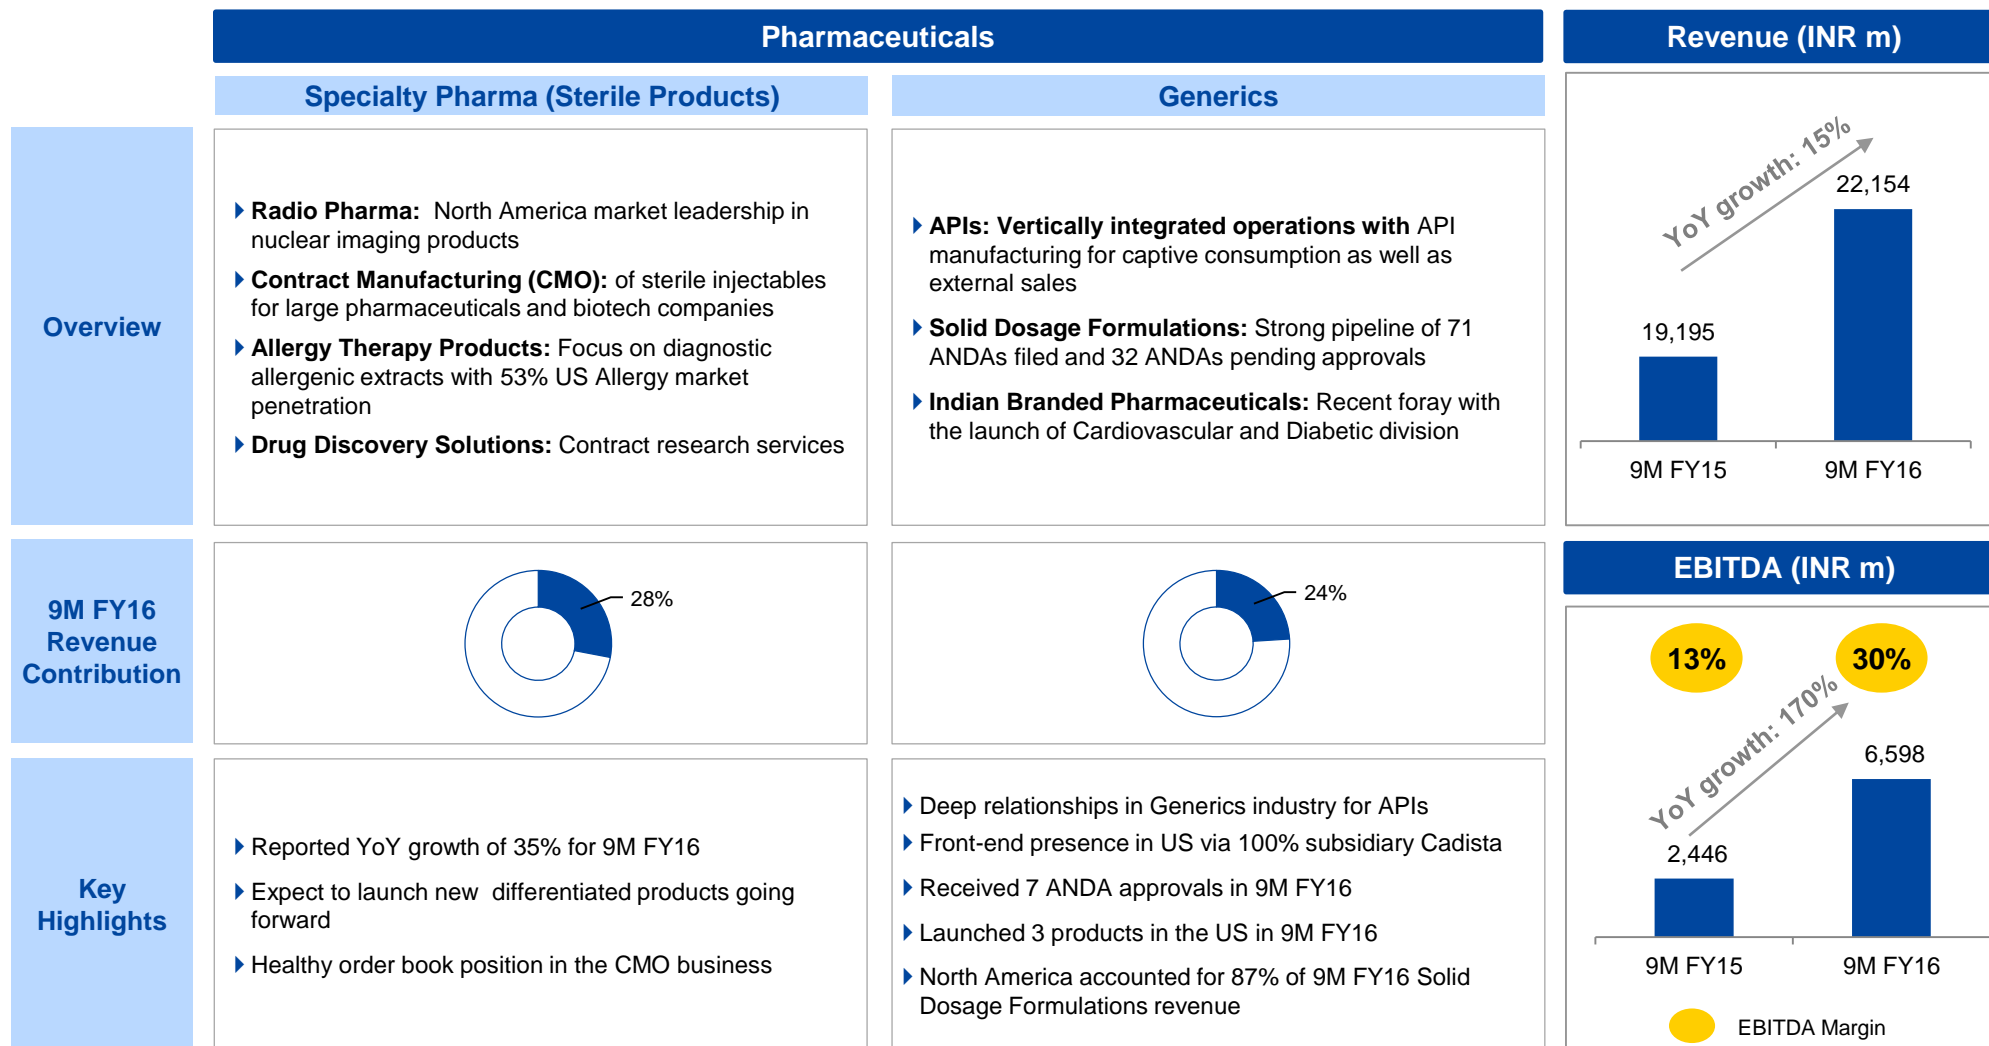 Pharmaceuticals
Specialty Pharma (Sterile Products)
Generics
Overview
Radio Pharma:  North America market leadership in
nuclear imaging products
Contract Manufacturing (CMO): of sterile injectables
for large pharmaceuticals and biotech companies
Allergy Therapy Products: Focus on diagnostic
allergenic extracts with 53% US Allergy market
penetration
Drug Discovery Solutions: Contract research services
APIs: Vertically integrated operations with API
manufacturing for captive consumption as well as
external sales
Solid Dosage Formulations: Strong pipeline of 71
ANDAs filed and 32 ANDAs pending approvals
Indian Branded Pharmaceuticals: Recent foray with
the launch of Cardiovascular and Diabetic division
9M FY16
Revenue
Contribution
28%
24%
Key
Highlights
Reported YoY growth of 35% for 9M FY16
Expect to launch new  differentiated products going
forward
Healthy order book position in the CMO business
Deep relationships in Generics industry for APIs
Front-end presence in US via 100% subsidiary Cadista
Received 7 ANDA approvals in 9M FY16
Launched 3 products in the US in 9M FY16
North America accounted for 87% of 9M FY16 Solid
Dosage Formulations revenue
Revenue (INR m)
YoY growth: 15%
22,154
19,195
9M FY15
9M FY16
EBITDA (INR m)
13%
30%
YoY growth: 170%
6,598
2,446
9M FY15
9M FY16
EBITDA Margin